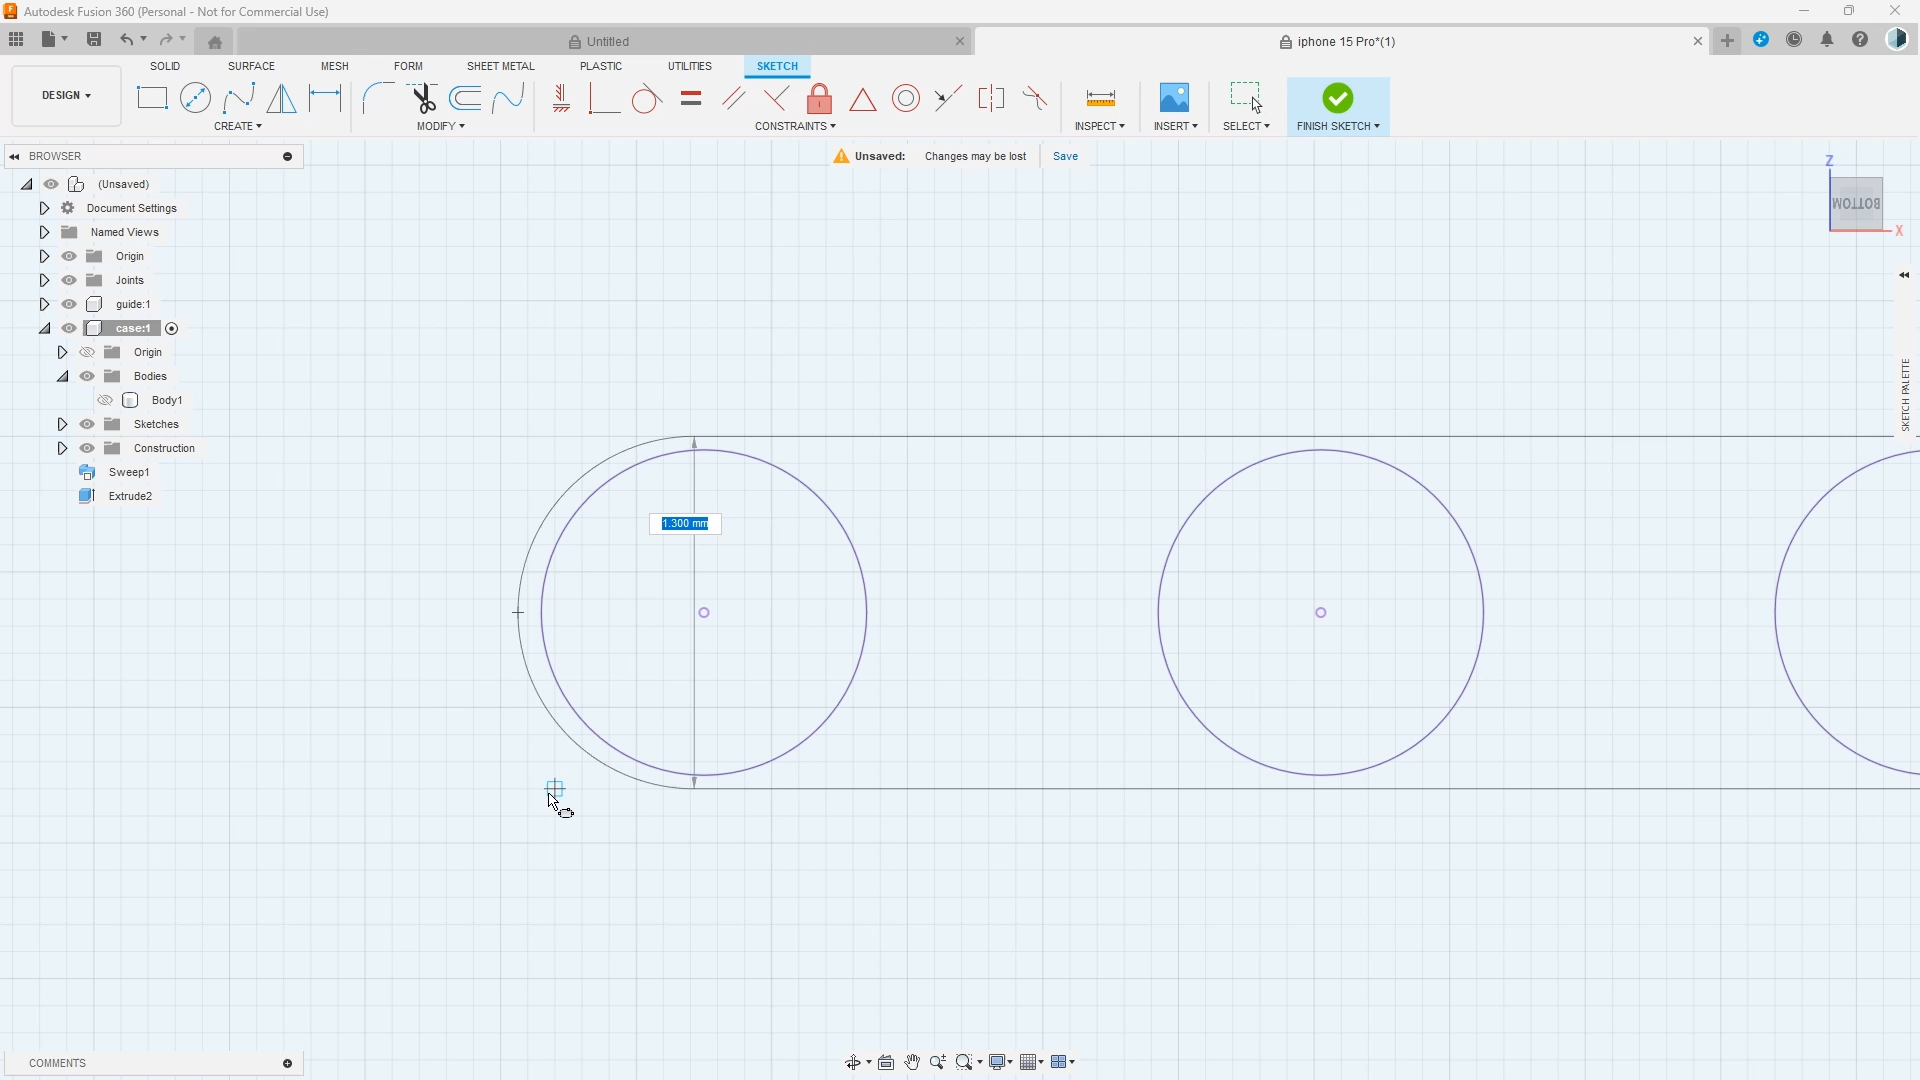 Autodesk Fusion 360 (Personal - Not for Commercial Use)
Untitled
iphone 15 Pro*(1)
SOLID SURFACE MESH FORM SHEET METAL PLASTIC UTILITIES SKETCH
DESIGN
CREATE MODIFY CONSTRAINTS INSPECT INSERT SELECT FINISH SKETCH
BROWSER
Unsaved: Changes may be lost Save
(Unsaved)
Document Settings
Named Views
Origin
Joints
guide:1
case:1
Origin
Bodies
Body1
Sketches
Construction
Sweep1
Extrude2
Z
BOTTOM
X
SKETCH PALETTE
1.300 mm
COMMENTS